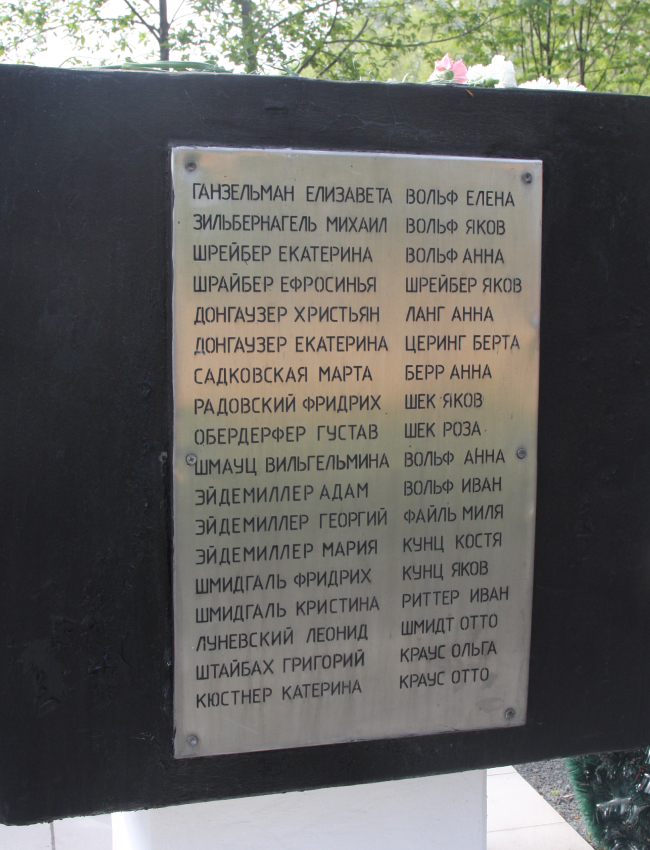 ГАНЗЕЛЬМАН ЕЛИЗАВЕТА
ЗИЛЬБЕРНАГЕЛЬ МИХАИЛ
ШРЕЙБЕР ЕКАТЕРИНА
ШРАЙБЕР ЕФРОСИНЬЯ
ДОНГАУЗЕР ХРИСТЬЯН
ДОНГАУЗЕР ЕКАТЕРИНА
САДКОВСКАЯ МАРТА
РАДОВСКИЙ ФРИДРИХ
ОБЕРДЕРФЕР ГУСТАВ
ШМАУЦ ВИЛЬГЕЛЬМИНА
ЭЙДЕМИЛЛЕР АДАМ
ЭЙДЕМИЛЛЕР ГЕОРГИЙ
ЭЙДЕМИЛЛЕР МАРИЯ
ШМИДГАЛЬ ФРИДРИХ
ШМИДГАЛЬ КРИСТИНА
ЛУНЕВСКИЙ ЛЕОНИД
ШТАЙБАХ ГРИГОРИЙ
КЮСТНЕР КАТЕРИНА
ВОЛЬФ ЕЛЕНА
ВОЛЬФ ЯКОВ
ВОЛЬФ АННА
ШРЕЙБЕР ЯКОВ
ЛАНГ АННА
ЦЕРИНГ БЕРТА
БЕРР АННА
ШЕК ЯКОВ
ШЕК РОЗА
ВОЛЬФ АННА
ВОЛЬФ ИВАН
ФАЙЛЬ МИЛЯ
КУНЦ КОСТЯ
КУНЦ ЯКОВ
РИТТЕР ИВАН
ШМИДТ ОТТО
КРАУС ОЛЬГА
КРАУС ОТТО